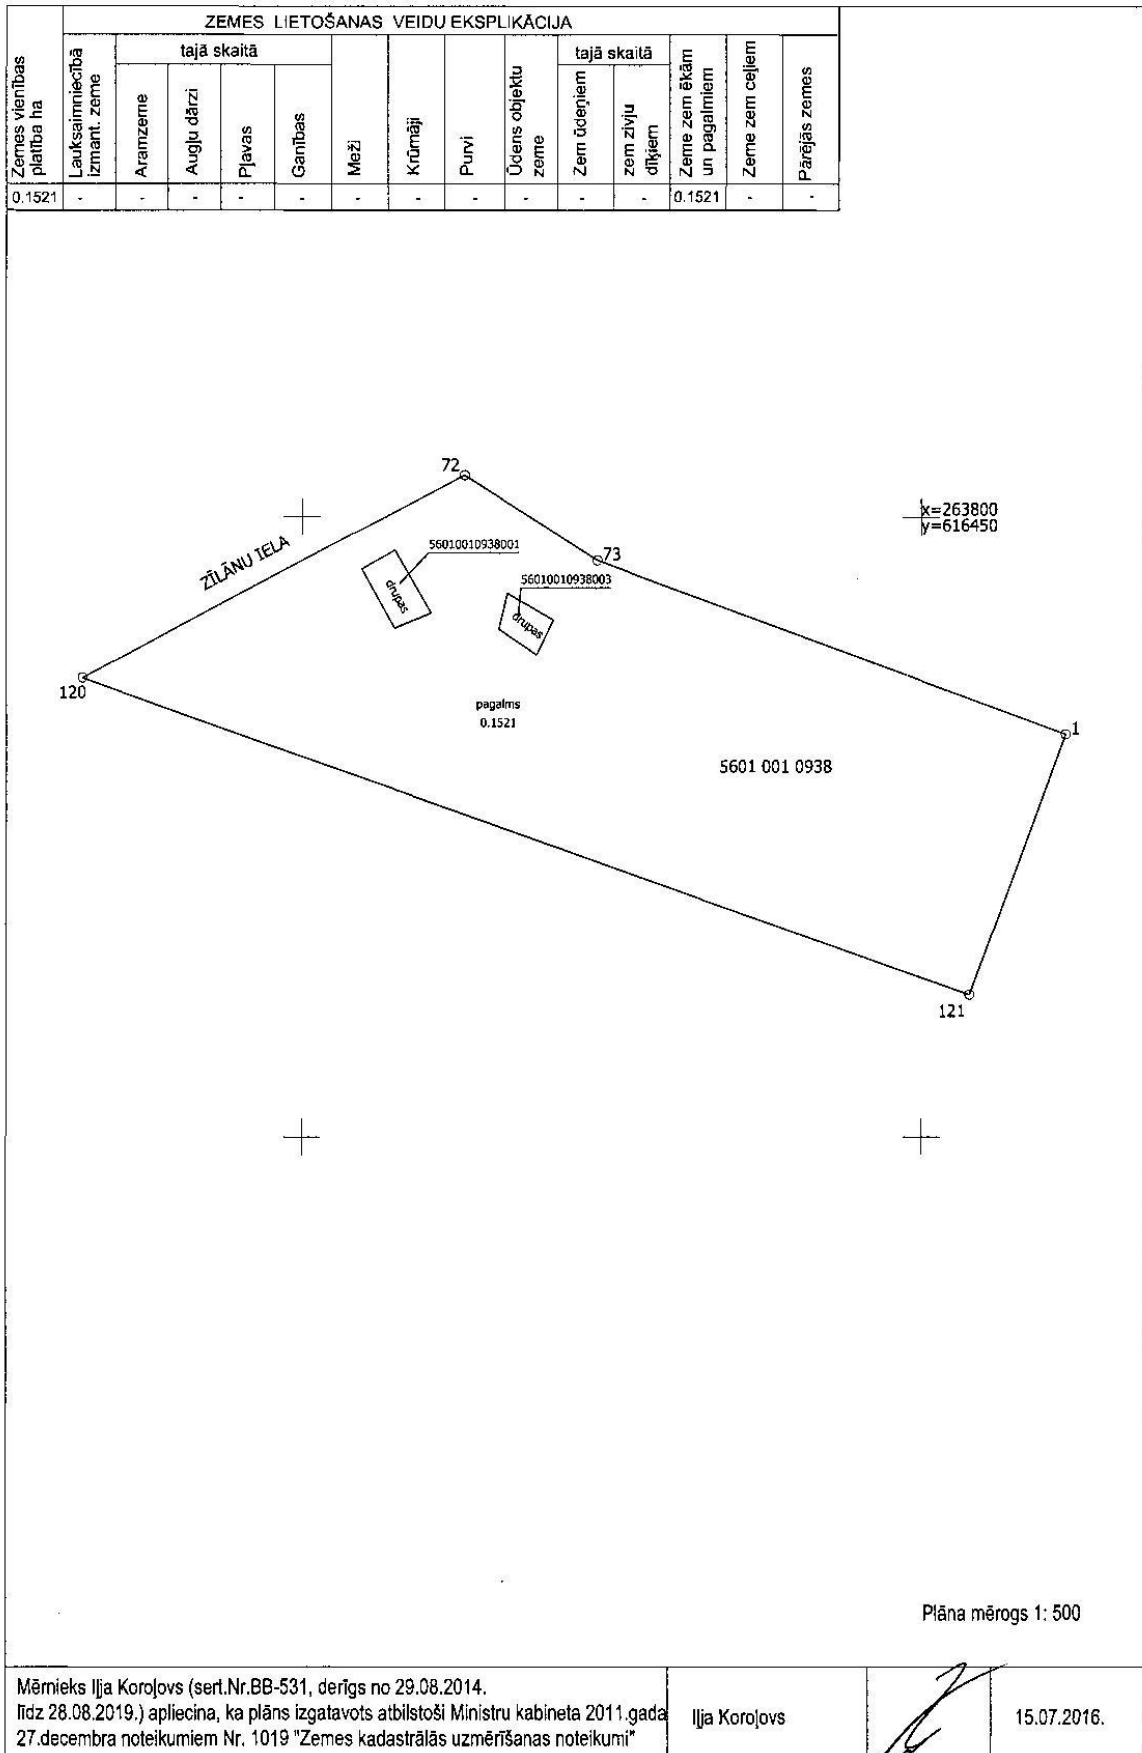 ZEMES LIETOŠANAS VEIDU EKSPLIKĀCIJA
Zemes vienības
platība ha
Lauksaimniecībā
izmant. zeme
tajā skaitā
Aramzeme
Augļu dārzi
Pļavas
Ganības
Meži
Krūmāji
Purvi
Ūdens objektu
zeme
tajā skaitā
Zem ūdeņiem
zem zivju
dīķiem
Zeme zem ēkām
un pagalmiem
Zeme zem ceļiem
Pārējās zemes
0.1521 - - - - - - - - - - - 0.1521 - -
72
x=263800
y=616450
ZĪLĀNU IELA
56010010938001
73
56010010938003
drupas
drupas
120
pagalms
0.1521
1
5601 001 0938
121
Plāna mērogs 1: 500
Mērnieks Iļja Koroļovs (sert.Nr.BB-531, derīgs no 29.08.2014.
līdz 28.08.2019.) apliecina, ka plāns izgatavots atbilstoši Ministru kabineta 2011.gada
27.decembra noteikumiem Nr. 1019 "Zemes kadastrālās uzmērīšanas noteikumi"
Iļja Koroļovs
15.07.2016.